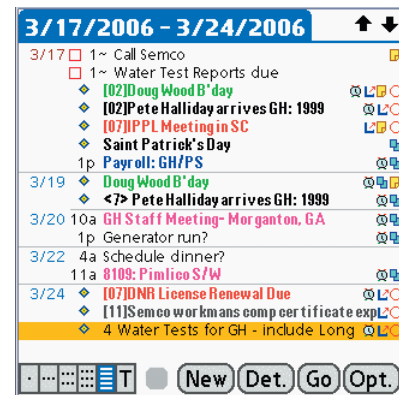 3/17/2006 - 3/24/2006
3/17 1~ Call Semco
1~ Water Test Reports due
[02]Doug Wood B'day
[02]Pete Halliday arrives GH: 1999
[07]IPPL Meeting in SC
Saint Patrick's Day
1p Payroll: GH/PS
3/19 Doug Wood B'day
<7> Pete Halliday arrives GH: 1999
3/20 10a GH Staff Meeting- Morganton, GA
1p Generator run?
3/22 4a Schedule dinner?
11a 8109: Pimlico S/W
3/24 [07]DNR License Renewal Due
[11]Semco workmans comp certificate exp
4 Water Tests for GH - include Long
T New Det. Go Opt.